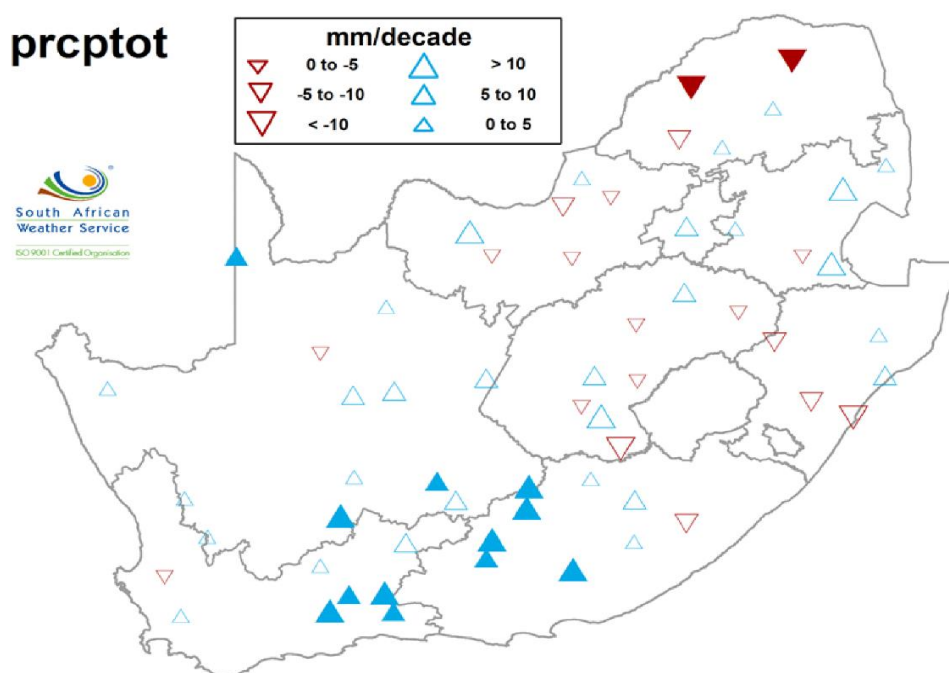 prcptot
mm/decade
0 to -5 > 10
-5 to -10 5 to 10
< -10 0 to 5
South African
Weather Service
ISO 9001 Certified Organisation